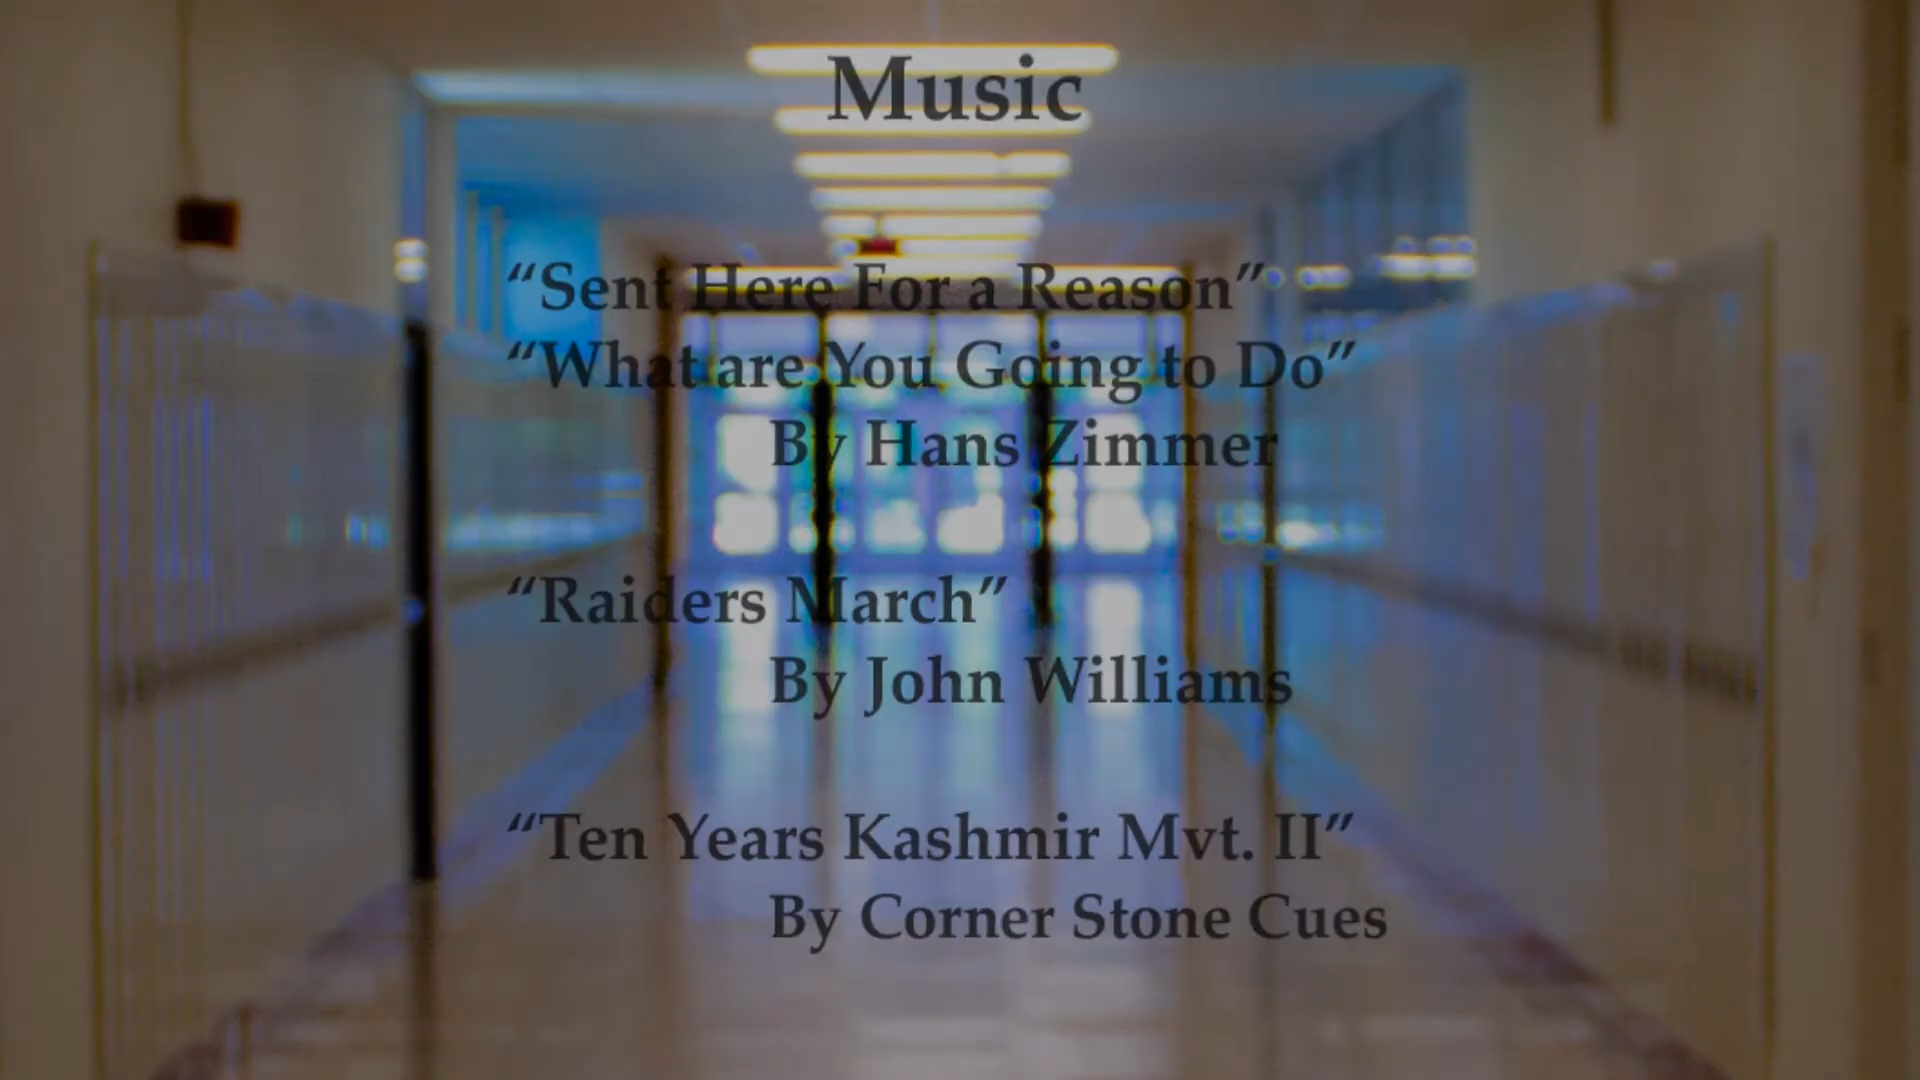 Music
“Sent Here For a Reason”
“What are You Going to Do”
By Hans Zimmer
“Raiders March”
By John Williams
“Ten Years Kashmir Mvt. II”
By Corner Stone Cues